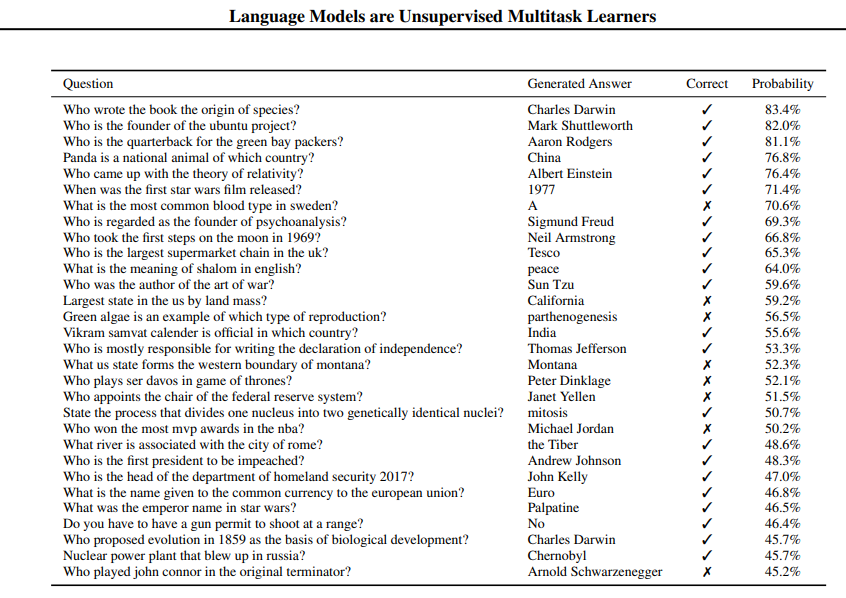 Language Models are Unsupervised Multitask Learners
Question Generated Answer Correct Probability
Who wrote the book the origin of species? Charles Darwin ✓ 83.4%
Who is the founder of the ubuntu project? Mark Shuttleworth ✓ 82.0%
Who is the quarterback for the green bay packers? Aaron Rodgers ✓ 81.1%
Panda is a national animal of which country? China ✓ 76.8%
Who came up with the theory of relativity? Albert Einstein ✓ 76.4%
When was the first star wars film released? 1977 ✓ 71.4%
What is the most common blood type in sweden? A ✗ 70.6%
Who is regarded as the founder of psychoanalysis? Sigmund Freud ✓ 69.3%
Who took the first steps on the moon in 1969? Neil Armstrong ✓ 66.8%
Who is the largest supermarket chain in the uk? Tesco ✓ 65.3%
What is the meaning of shalom in english? peace ✓ 64.0%
Who was the author of the art of war? Sun Tzu ✓ 59.6%
Largest state in the us by land mass? California ✗ 59.2%
Green algae is an example of which type of reproduction? parthenogenesis ✗ 56.5%
Vikram samvat calender is official in which country? India ✓ 55.6%
Who is mostly responsible for writing the declaration of independence? Thomas Jefferson ✓ 53.3%
What us state forms the western boundary of montana? Montana ✗ 52.3%
Who plays ser davos in game of thrones? Peter Dinklage ✗ 52.1%
Who appoints the chair of the federal reserve system? Janet Yellen ✗ 51.5%
State the process that divides one nucleus into two genetically identical nuclei? mitosis ✓ 50.7%
Who won the most mvp awards in the nba? Michael Jordan ✗ 50.2%
What river is associated with the city of rome? the Tiber ✓ 48.6%
Who is the first president to be impeached? Andrew Johnson ✓ 48.3%
Who is the head of the department of homeland security 2017? John Kelly ✓ 47.0%
What is the name given to the common currency to the european union? Euro ✓ 46.8%
What was the emperor name in star wars? Palpatine ✓ 46.5%
Do you have to have a gun permit to shoot at a range? No ✓ 46.4%
Who proposed evolution in 1859 as the basis of biological development? Charles Darwin ✓ 45.7%
Nuclear power plant that blew up in russia? Chernobyl ✓ 45.7%
Who played john connor in the original terminator? Arnold Schwarzenegger ✗ 45.2%